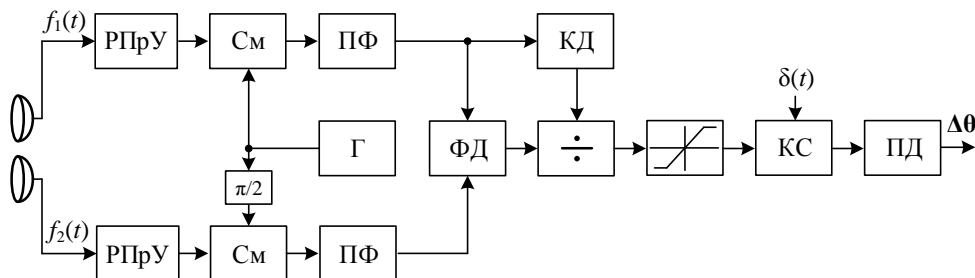 f₁(t)
РПрУ
См
ПФ
КД
δ(t)
Г
ФД
÷
КС
ПД
Δθ
π/2
f₂(t)
РПрУ
См
ПФ